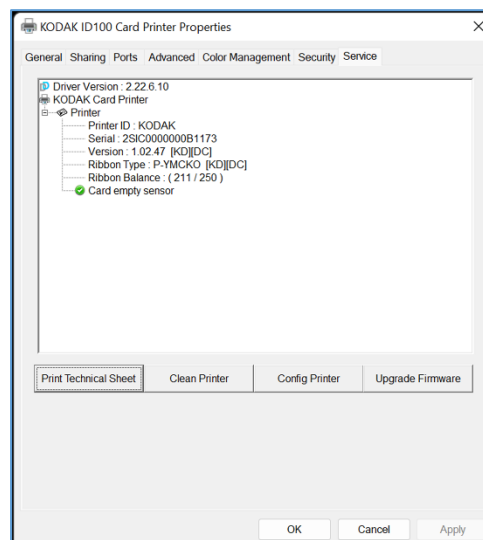 KODAK ID100 Card Printer Properties
General Sharing Ports Advanced Color Management Security Service
Driver Version : 2.22.6.10
KODAK Card Printer
Printer
Printer ID : KODAK
Serial : 2SIC0000000B1173
Version : 1.02.47 [KD][DC]
Ribbon Type : P-YMCKO [KD][DC]
Ribbon Balance : ( 211 / 250 )
Card empty sensor
Print Technical Sheet Clean Printer Config Printer Upgrade Firmware
OK Cancel Apply